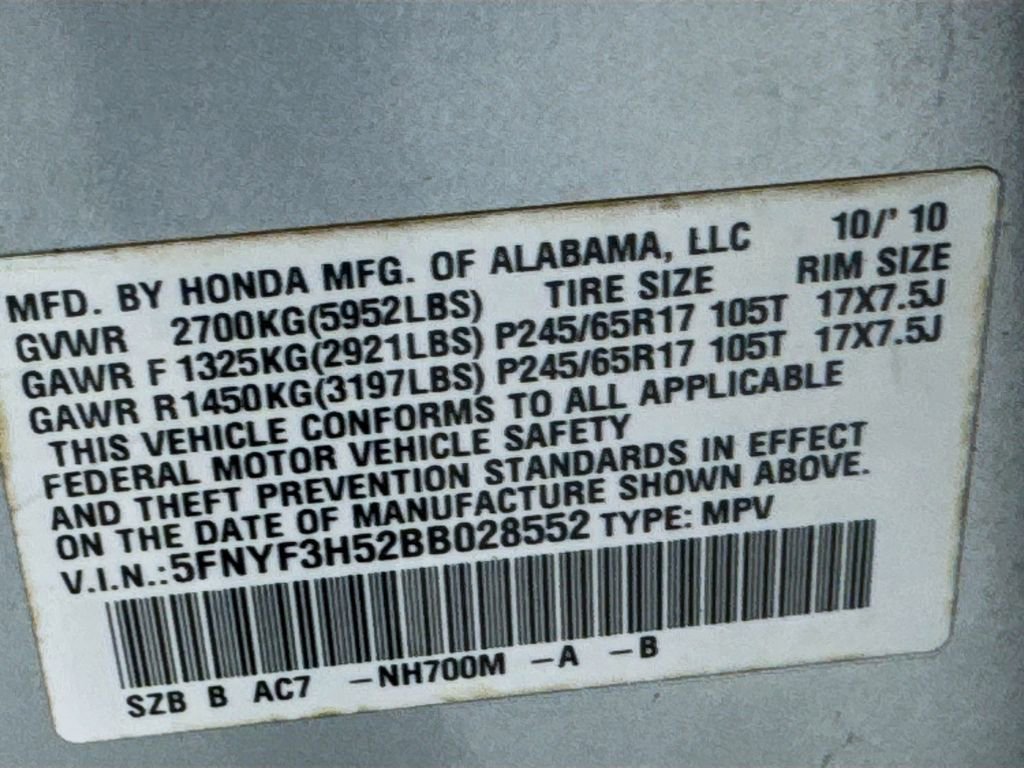 MFD. BY HONDA MFG. OF ALABAMA, LLC 10/' 10
GVWR 2700KG(5952LBS) TIRE SIZE RIM SIZE
GAWR F 1325KG(2921LBS) P245/65R17 105T 17X7.5J
GAWR R 1450KG(3197LBS) P245/65R17 105T 17X7.5J
THIS VEHICLE CONFORMS TO ALL APPLICABLE
FEDERAL MOTOR VEHICLE SAFETY
AND THEFT PREVENTION STANDARDS IN EFFECT
ON THE DATE OF MANUFACTURE SHOWN ABOVE.
V.I.N.:5FNYF3H52BB028552 TYPE: MPV
SZB B AC7 –NH700M –A –B